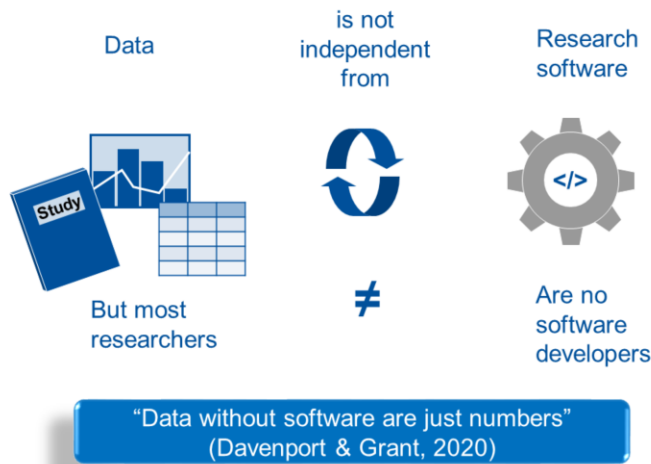 Data
is not
independent
from
Research
software
Study
</>
But most
researchers
≠
Are no
software
developers
“Data without software are just numbers”
(Davenport & Grant, 2020)